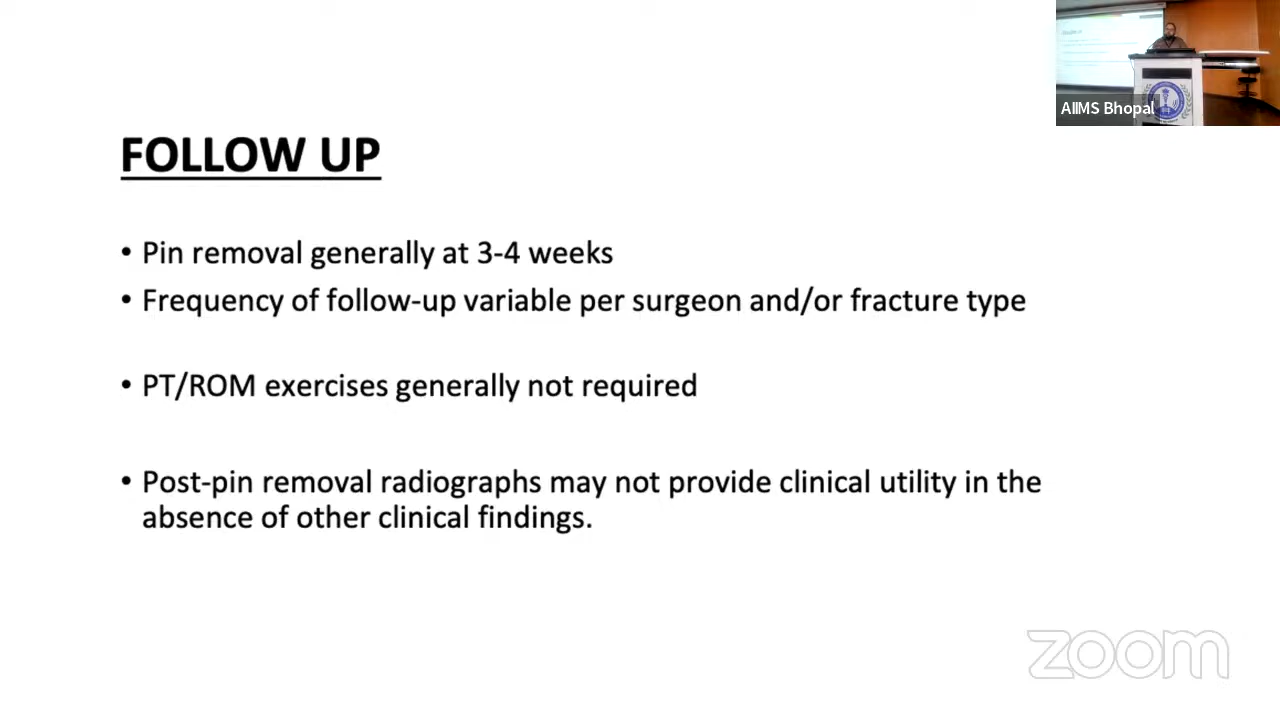 AIIMS Bhopal
FOLLOW UP
• Pin removal generally at 3-4 weeks
• Frequency of follow-up variable per surgeon and/or fracture type
• PT/ROM exercises generally not required
• Post-pin removal radiographs may not provide clinical utility in the
absence of other clinical findings.
zoom